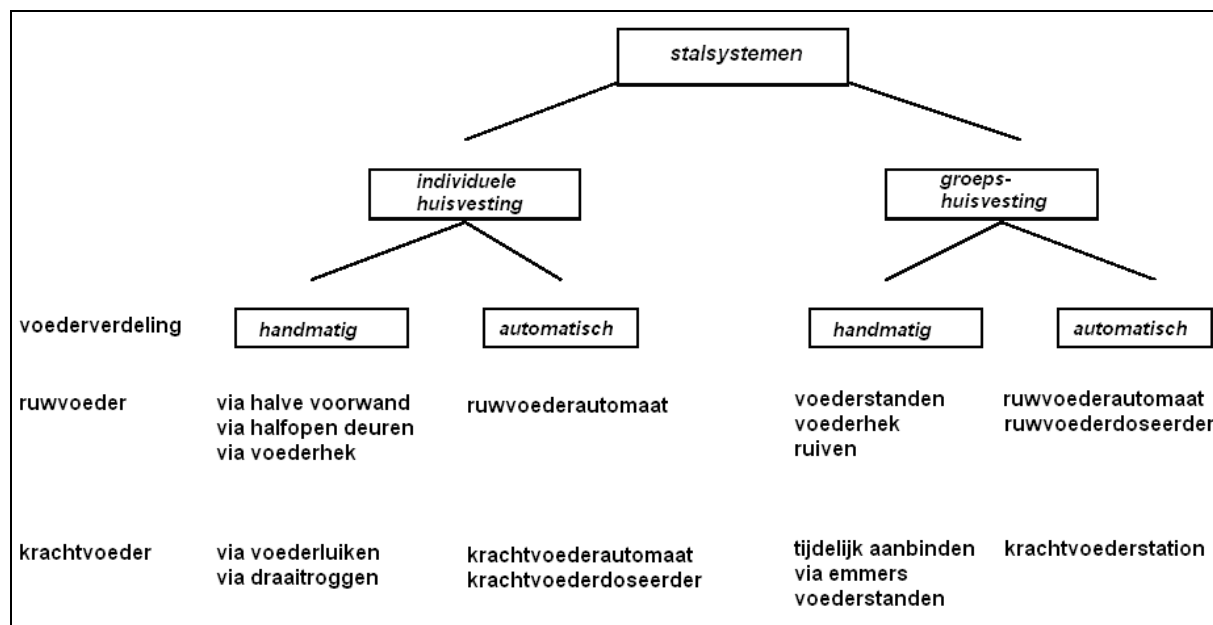 stalsystemen
individuele
huisvesting
groeps-
huisvesting
voederverdeling
handmatig
automatisch
handmatig
automatisch
ruwvoeder
via halve voorwand
via halfopen deuren
via voederhek
ruwvoederautomaat
voederstanden
voederhek
ruiven
ruwvoederautomaat
ruwvoederdoseerder
krachtvoeder
via voederluiken
via draaitroggen
krachtvoederautomaat
krachtvoederdoseerder
tijdelijk aanbinden
via emmers
voederstanden
krachtvoederstation